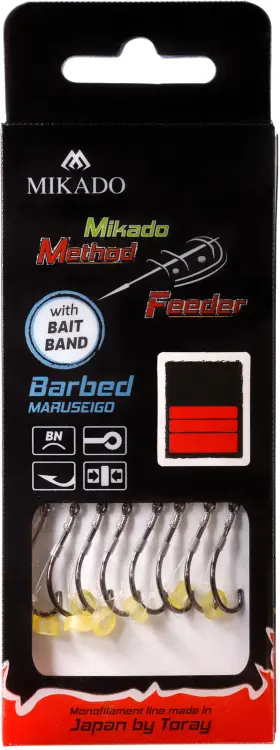 MIKADO
Mikado
Method
Feeder
with
BAIT
BAND
Barbed
MARUSEIGO
BN
Monofilament line made in
Japan by Toray